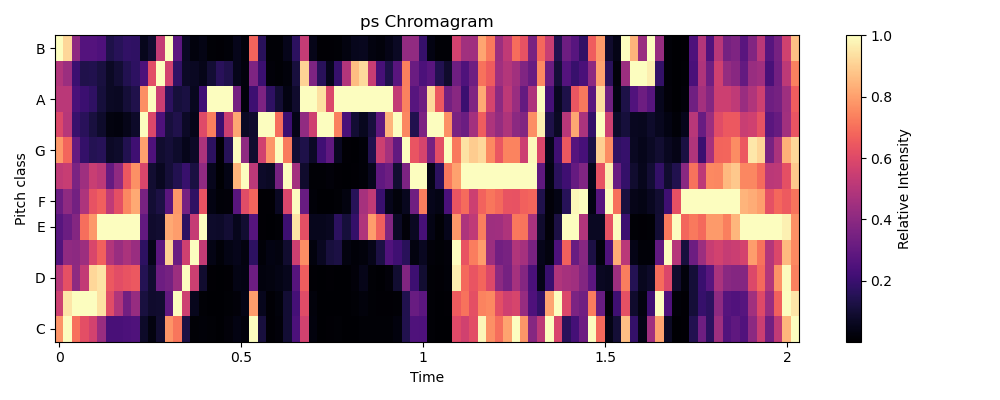 ps Chromagram
B
A
G
F
E
D
C
Pitch class
0
0.5
1
1.5
2
Time
1.0
0.8
0.6
0.4
0.2
Relative Intensity